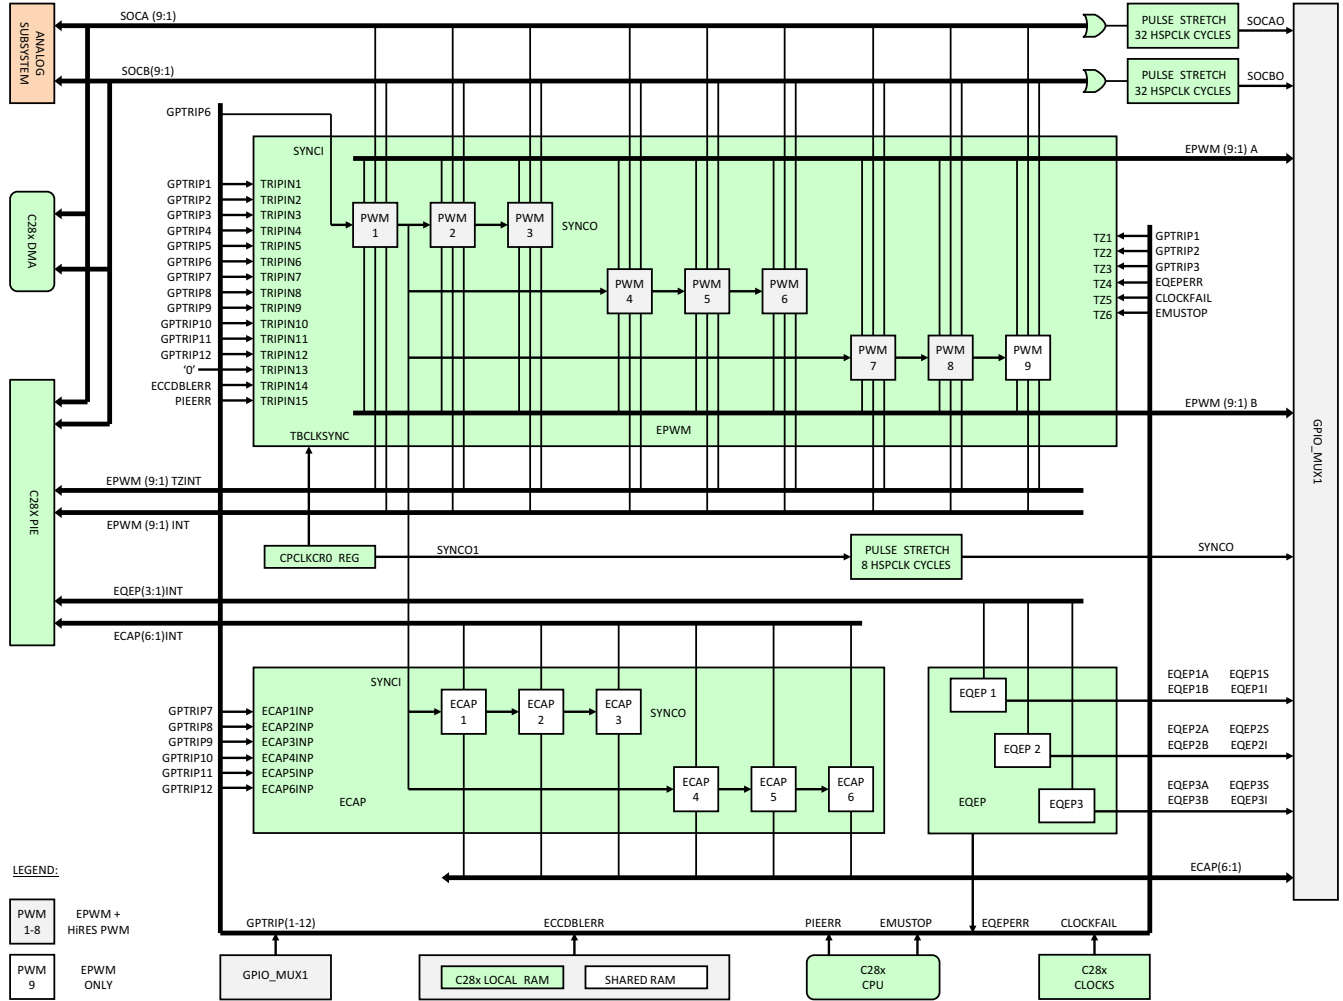 SOCA (9:1)
ANALOG
SUBSYSTEM
PULSE STRETCH
32 HSPCLK CYCLES
SOCAO
SOCB(9:1)
PULSE STRETCH
32 HSPCLK CYCLES
SOCBO
GPTRIP6
SYNCI
EPWM (9:1) A
GPTRIP1 TRIPIN1
GPTRIP2 TRIPIN2
GPTRIP3 TRIPIN3
GPTRIP4 TRIPIN4
GPTRIP5 TRIPIN5
GPTRIP6 TRIPIN6
GPTRIP7 TRIPIN7
GPTRIP8 TRIPIN8
GPTRIP9 TRIPIN9
GPTRIP10 TRIPIN10
GPTRIP11 TRIPIN11
GPTRIP12 TRIPIN12
'0' TRIPIN13
ECCDBLERR TRIPIN14
PIEERR TRIPIN15
C28x DMA
PWM
1
PWM
2
PWM
3
SYNCO
PWM
4
PWM
5
PWM
6
PWM
7
PWM
8
PWM
9
TZ1 GPTRIP1
TZ2 GPTRIP2
TZ3 GPTRIP3
TZ4 EQEPERR
TZ5 CLOCKFAIL
TZ6 EMUSTOP
EPWM (9:1) B
EPWM
TBCLKSYNC
GPIO_MUX1
C28X PIE
EPWM (9:1) TZINT
EPWM (9:1) INT
CPCLKCR0 REG
SYNCO1
PULSE STRETCH
8 HSPCLK CYCLES
SYNCO
EQEP(3:1)INT
ECAP(6:1)INT
SYNCI
GPTRIP7 ECAP1INP
GPTRIP8 ECAP2INP
GPTRIP9 ECAP3INP
GPTRIP10 ECAP4INP
GPTRIP11 ECAP5INP
GPTRIP12 ECAP6INP
ECAP
1
ECAP
2
ECAP
3
SYNCO
ECAP
4
ECAP
5
ECAP
6
ECAP
EQEP 1
EQEP 2
EQEP3
EQEP
EQEP1A EQEP1S
EQEP1B EQEP1I
EQEP2A EQEP2S
EQEP2B EQEP2I
EQEP3A EQEP3S
EQEP3B EQEP3I
ECAP(6:1)
LEGEND:
PWM
1-8
EPWM +
HiRES PWM
PWM
9
EPWM
ONLY
GPTRIP(1-12)
ECCDBLERR
PIEERR
EMUSTOP
EQEPERR
CLOCKFAIL
GPIO_MUX1
C28x LOCAL RAM
SHARED RAM
C28x
CPU
C28x
CLOCKS